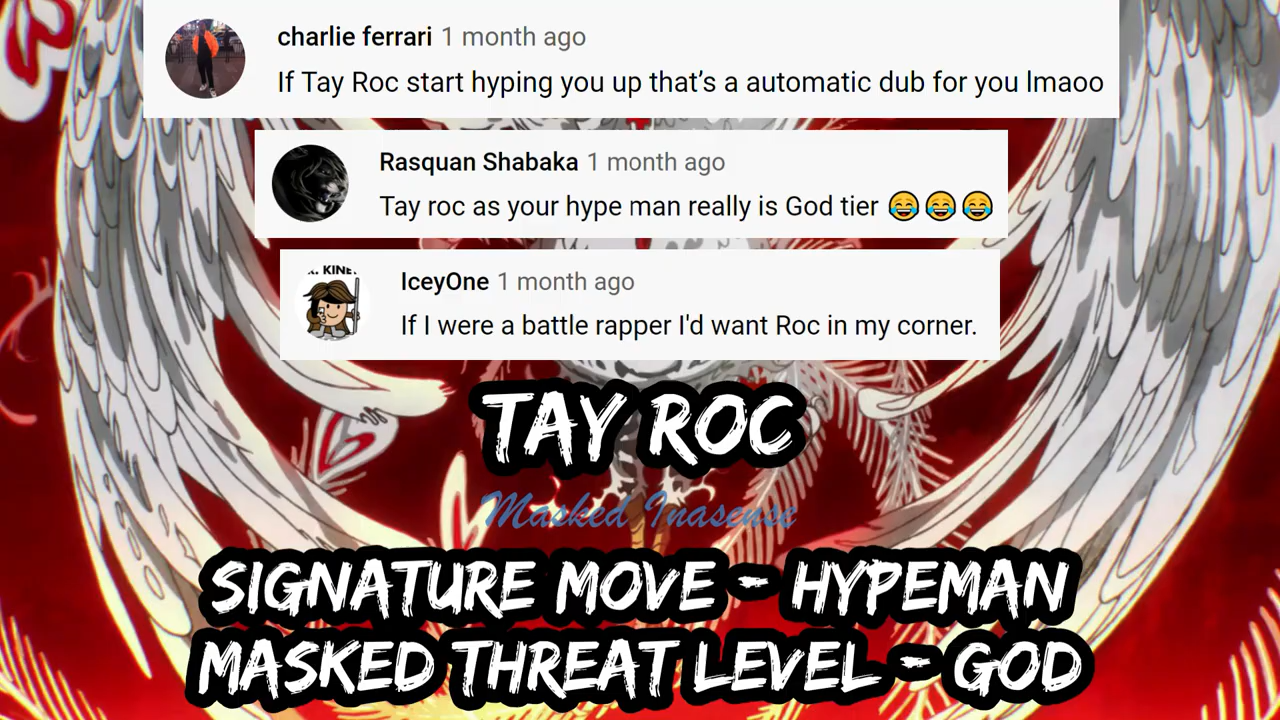 charlie ferrari 1 month ago
If Tay Roc start hyping you up that’s a automatic dub for you lmaoo
Rasquan Shabaka 1 month ago
Tay roc as your hype man really is God tier 😂😂😂
. KINE
IceyOne 1 month ago
If I were a battle rapper I'd want Roc in my corner.
TAY ROC
Masked Inasense
SIGNATURE MOVE - HYPEMAN
MASKED THREAT LEVEL - GOD